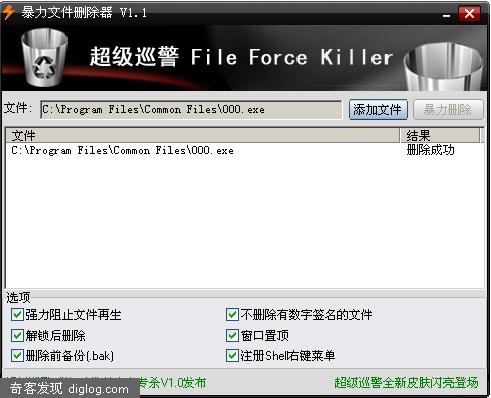 暴力文件删除器 V1.1
超级巡警 File Force Killer
文件: C:\Program Files\Common Files\000.exe 添加文件 暴力删除
文件 结果
C:\Program Files\Common Files\000.exe 删除成功
选项
强力阻止文件再生 不删除有数字签名的文件
解锁后删除 窗口置顶
删除前备份(.bak) 注册Shell右键菜单
专杀V1.0发布 超级巡警全新皮肤闪亮登场
奇客发现 diglog.com